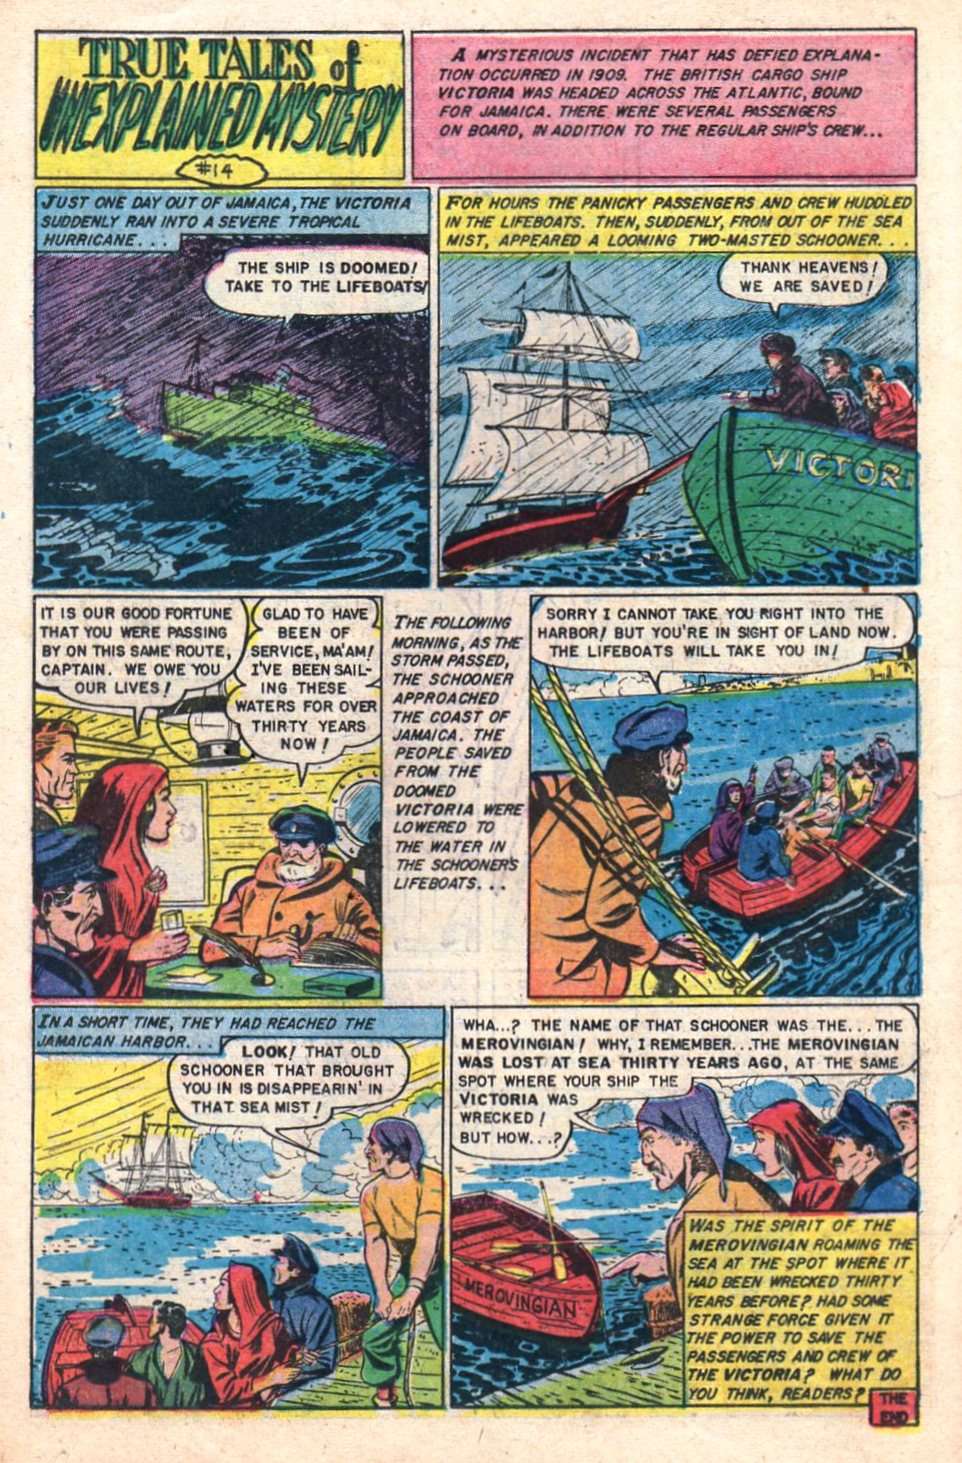 TRUE TALES of
UNEXPLAINED MYSTERY
#14
A MYSTERIOUS INCIDENT THAT HAS DEFIED EXPLANA-
TION OCCURRED IN 1909. THE BRITISH CARGO SHIP
VICTORIA WAS HEADED ACROSS THE ATLANTIC, BOUND
FOR JAMAICA. THERE WERE SEVERAL PASSENGERS
ON BOARD, IN ADDITION TO THE REGULAR SHIP'S CREW...
JUST ONE DAY OUT OF JAMAICA, THE VICTORIA
SUDDENLY RAN INTO A SEVERE TROPICAL
HURRICANE...
THE SHIP IS DOOMED!
TAKE TO THE LIFEBOATS!
FOR HOURS THE PANICKY PASSENGERS AND CREW HUDDLED
IN THE LIFEBOATS. THEN, SUDDENLY, FROM OUT OF THE SEA
MIST, APPEARED A LOOMING TWO-MASTED SCHOONER...
THANK HEAVENS!
WE ARE SAVED!
VICTORIA
IT IS OUR GOOD FORTUNE
THAT YOU WERE PASSING
BY ON THIS SAME ROUTE,
CAPTAIN. WE OWE YOU
OUR LIVES!
GLAD TO HAVE
BEEN OF
SERVICE, MA'AM!
I'VE BEEN SAIL-
ING THESE
WATERS FOR OVER
THIRTY YEARS
NOW!
THE FOLLOWING
MORNING, AS THE
STORM PASSED,
THE SCHOONER
APPROACHED
THE COAST OF
JAMAICA. THE
PEOPLE SAVED
FROM THE
DOOMED
VICTORIA WERE
LOWERED TO
THE WATER IN
THE SCHOONER'S
LIFEBOATS...
SORRY I CANNOT TAKE YOU RIGHT INTO THE
HARBOR! BUT YOU'RE IN SIGHT OF LAND NOW.
THE LIFEBOATS WILL TAKE YOU IN!
IN A SHORT TIME, THEY HAD REACHED THE
JAMAICAN HARBOR...
LOOK! THAT OLD
SCHOONER THAT BROUGHT
YOU IN IS DISAPPEARIN' IN
THAT SEA MIST!
WHA...? THE NAME OF THAT SCHOONER WAS THE...THE
MEROVINGIAN! WHY, I REMEMBER...THE MEROVINGIAN
WAS LOST AT SEA THIRTY YEARS AGO, AT THE SAME
SPOT WHERE YOUR SHIP THE
VICTORIA WAS
WRECKED!
BUT HOW...?
MEROVINGIAN
WAS THE SPIRIT OF THE
MEROVINGIAN ROAMING THE
SEA AT THE SPOT WHERE IT
HAD BEEN WRECKED THIRTY
YEARS BEFORE? HAD SOME
STRANGE FORCE GIVEN IT
THE POWER TO SAVE THE
PASSENGERS AND CREW OF
THE VICTORIA? WHAT DO
YOU THINK, READERS?
THE
END